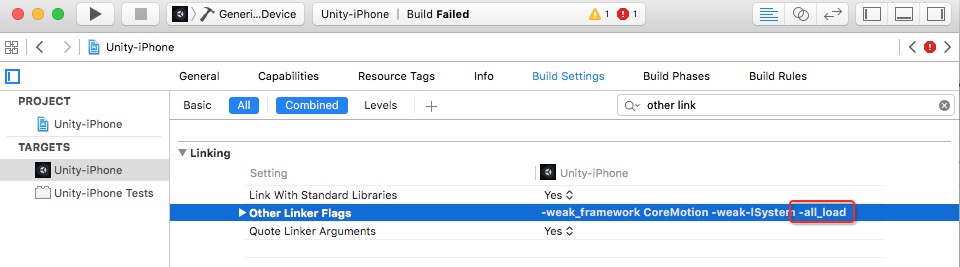 Generi...Device
Unity-iPhone | Build Failed 1 1
Unity-iPhone
General Capabilities Resource Tags Info Build Settings Build Phases Build Rules
PROJECT
Unity-iPhone
TARGETS
Unity-iPhone
Unity-iPhone Tests
Basic All Combined Levels +
other link
Linking
Setting Unity-iPhone
Link With Standard Libraries Yes
Other Linker Flags -weak_framework CoreMotion -weak-lSystem -all_load
Quote Linker Arguments Yes